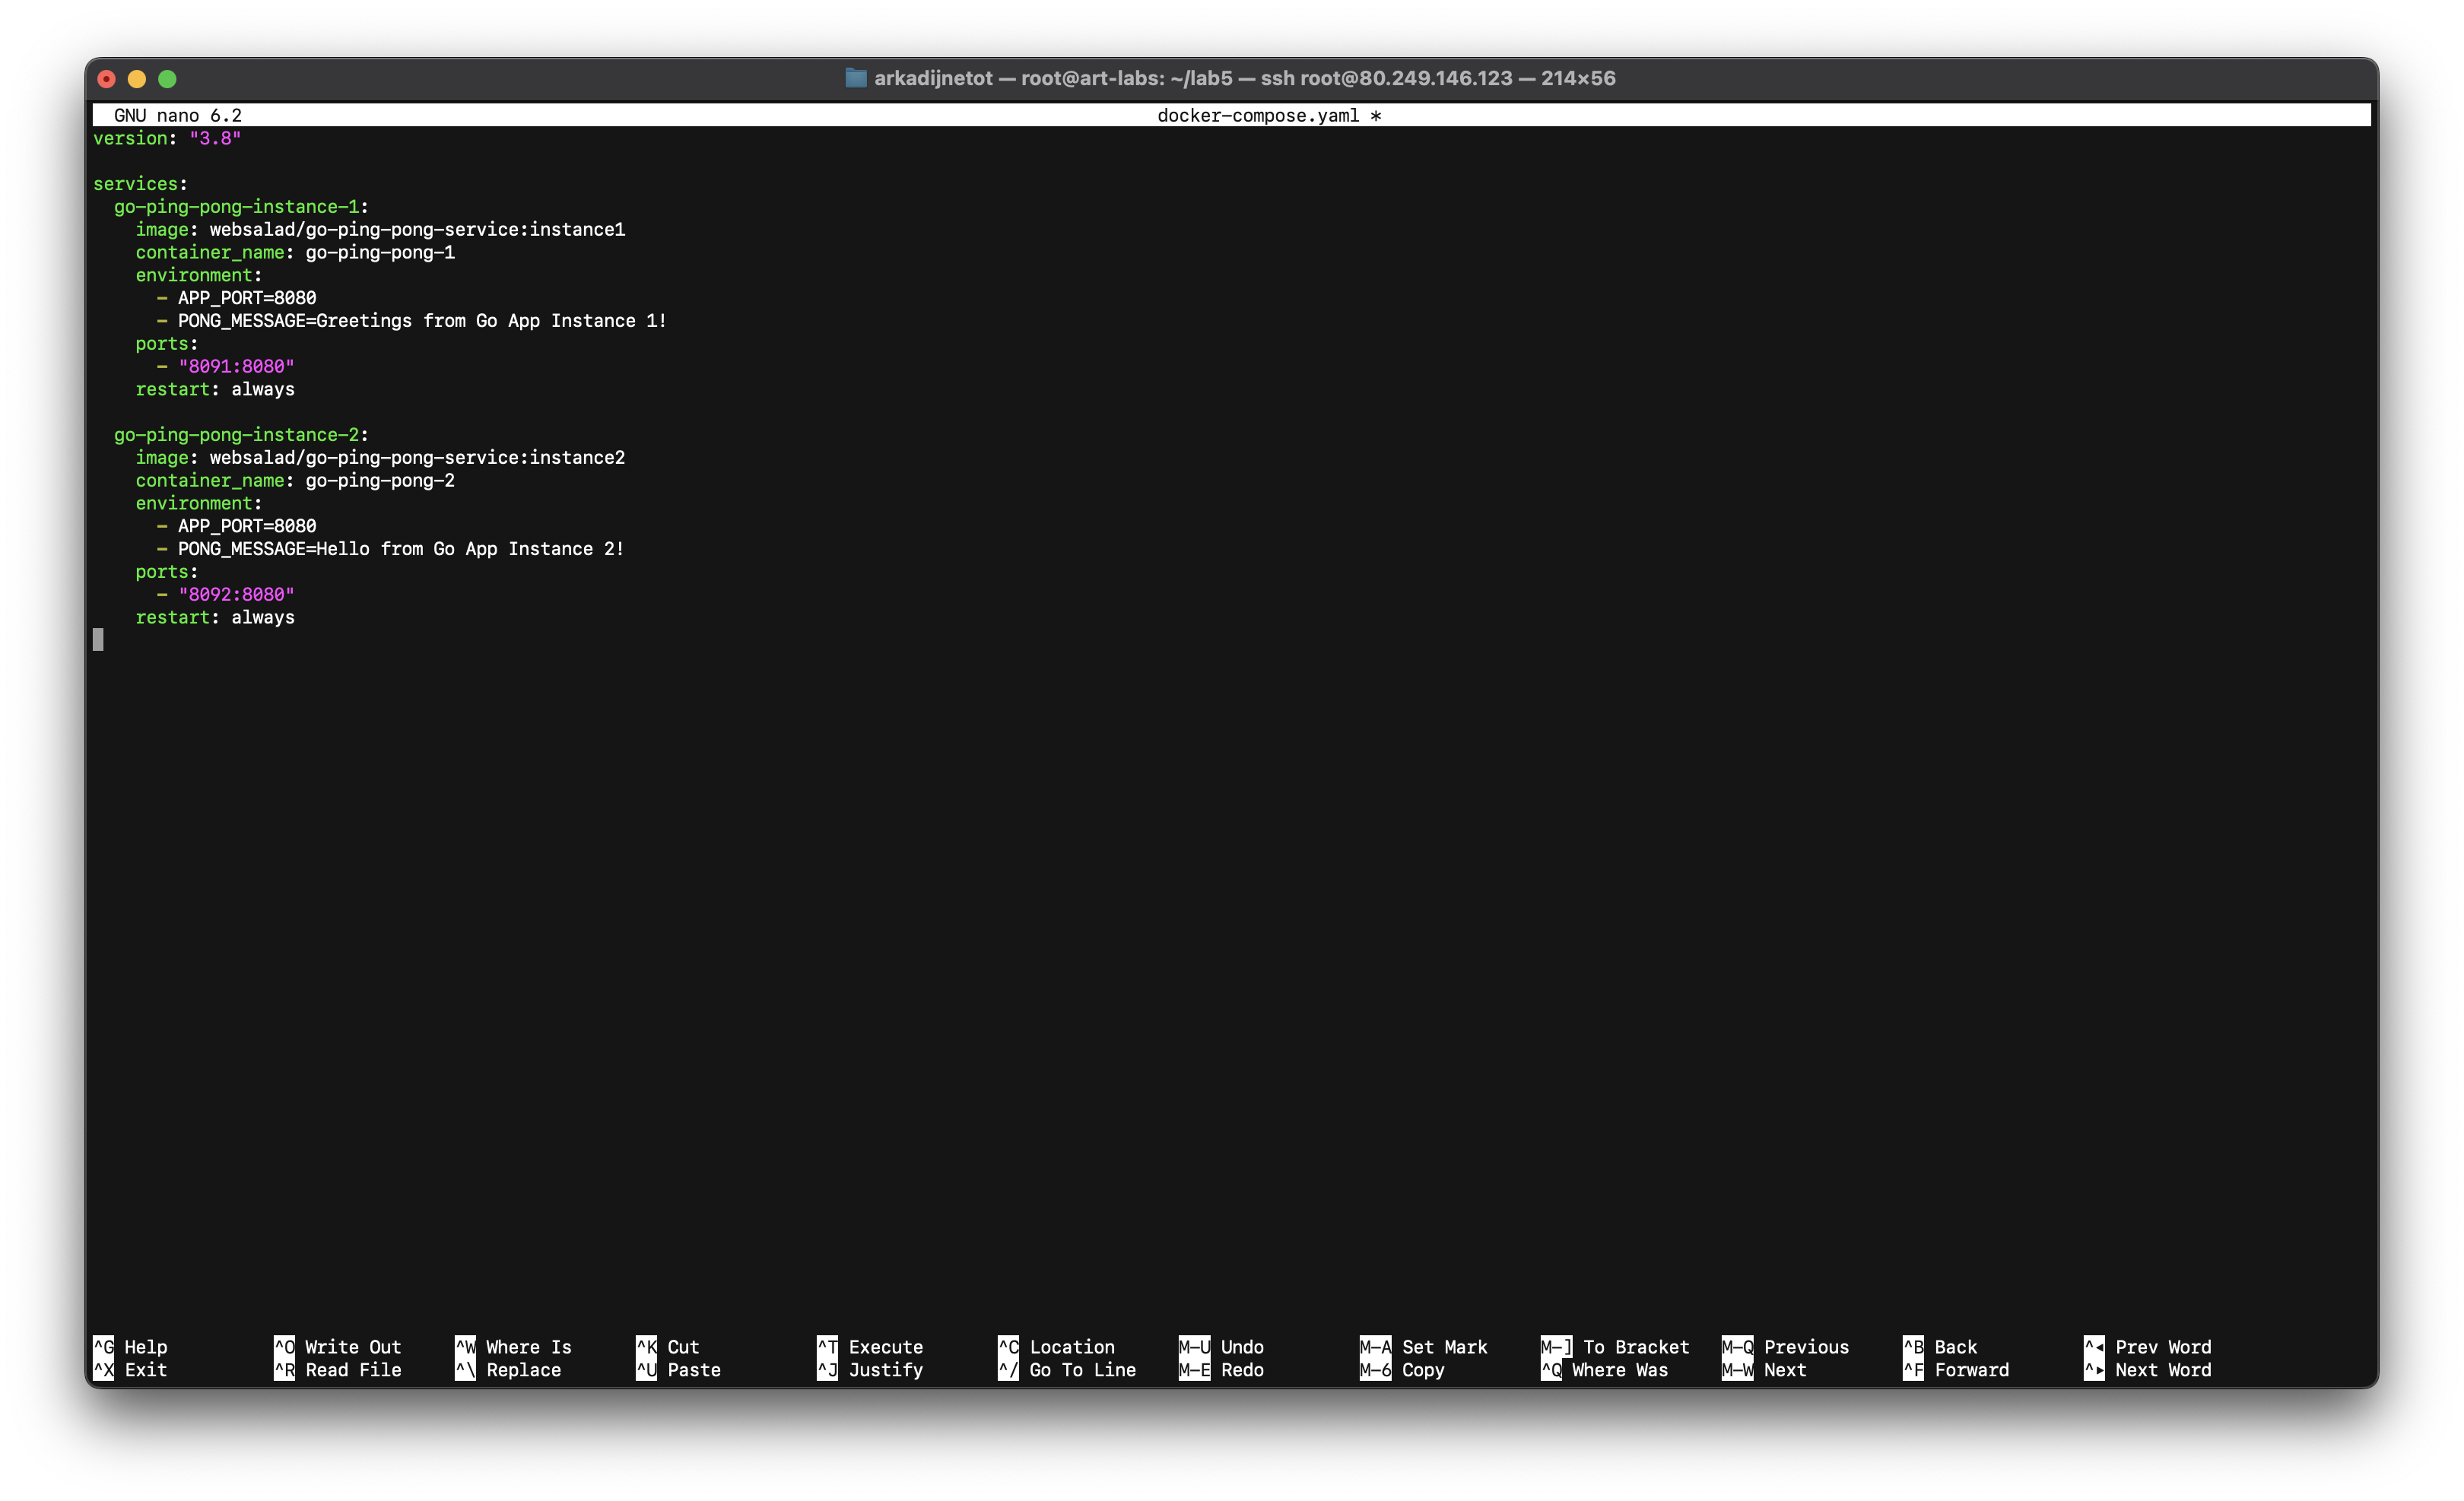 arkadijnetot — root@art-labs: ~/lab5 — ssh root@80.249.146.123 — 214×56
GNU nano 6.2 docker-compose.yaml *
version: "3.8"
services:
  go-ping-pong-instance-1:
    image: websalad/go-ping-pong-service:instance1
    container_name: go-ping-pong-1
    environment:
      - APP_PORT=8080
      - PONG_MESSAGE=Greetings from Go App Instance 1!
    ports:
      - "8091:8080"
    restart: always
  go-ping-pong-instance-2:
    image: websalad/go-ping-pong-service:instance2
    container_name: go-ping-pong-2
    environment:
      - APP_PORT=8080
      - PONG_MESSAGE=Hello from Go App Instance 2!
    ports:
      - "8092:8080"
    restart: always
^G Help ^O Write Out ^W Where Is ^K Cut ^T Execute ^C Location M-U Undo M-A Set Mark M-] To Bracket M-Q Previous ^B Back ^◂ Prev Word
^X Exit ^R Read File ^\ Replace ^U Paste ^J Justify ^/ Go To Line M-E Redo M-6 Copy ^Q Where Was M-W Next ^F Forward ^▸ Next Word